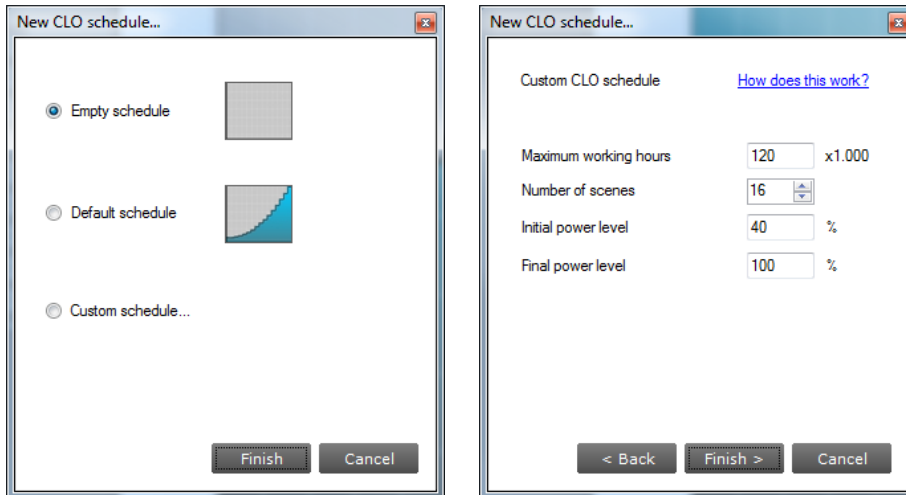 New CLO schedule...
Empty schedule
Default schedule
Custom schedule...
Finish Cancel
New CLO schedule...
Custom CLO schedule How does this work?
Maximum working hours 120 x1.000
Number of scenes 16
Initial power level 40 %
Final power level 100 %
< Back Finish > Cancel